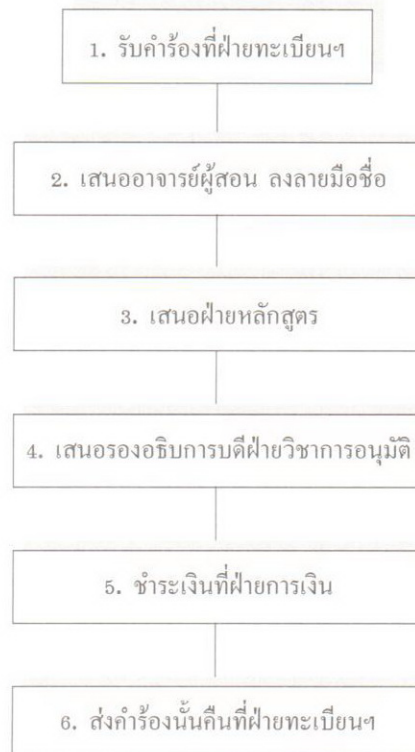 1. รับคำร้องที่ฝ่ายทะเบียนฯ
2. เสนออาจารย์ผู้สอน ลงลายมือชื่อ
3. เสนอฝ่ายหลักสูตร
4. เสนอรองอธิบการบดีฝ่ายวิชาการอนุมัติ
5. ชำระเงินที่ฝ่ายการเงิน
6. ส่งคำร้องนั้นคืนที่ฝ่ายทะเบียนฯ